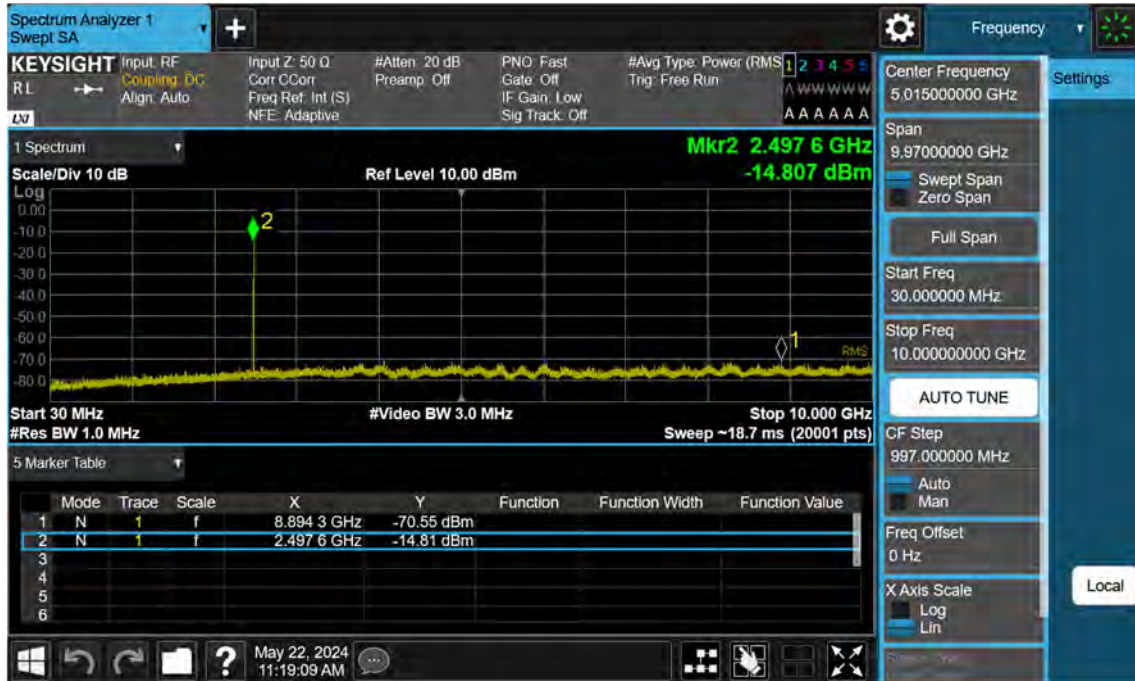 Spectrum Analyzer 1
Swept SA
Frequency
KEYSIGHT
RL
LXI
Input: RF
Coupling: DC
Align: Auto
Input Z: 50 Ω
Corr CCorr
Freq Ref: Int (S)
NFE: Adaptive
#Atten: 20 dB
Preamp: Off
PNO: Fast
Gate: Off
IF Gain: Low
Sig Track: Off
#Avg Type: Power (RMS
Trig: Free Run
1 2 3 4 5 6
A W W W W W
A A A A A A
1 Spectrum
Scale/Div 10 dB
Ref Level 10.00 dBm
Mkr2 2.497 6 GHz
-14.807 dBm
Log
0.00
-10.0
-20.0
-30.0
-40.0
-50.0
-60.0
-70.0
-80.0
2
1
RMS
Start 30 MHz
#Video BW 3.0 MHz
Stop 10.000 GHz
#Res BW 1.0 MHz
Sweep ~18.7 ms (20001 pts)
5 Marker Table
Mode Trace Scale X Y Function Function Width Function Value
1 N 1 f 8.894 3 GHz -70.55 dBm
2 N 1 f 2.497 6 GHz -14.81 dBm
3
4
5
6
May 22, 2024
11:19:09 AM
Center Frequency
5.015000000 GHz
Span
9.97000000 GHz
Swept Span
Zero Span
Full Span
Start Freq
30.000000 MHz
Stop Freq
10.000000000 GHz
AUTO TUNE
CF Step
997.000000 MHz
Auto
Man
Freq Offset
0 Hz
X Axis Scale
Log
Lin
Settings
Local